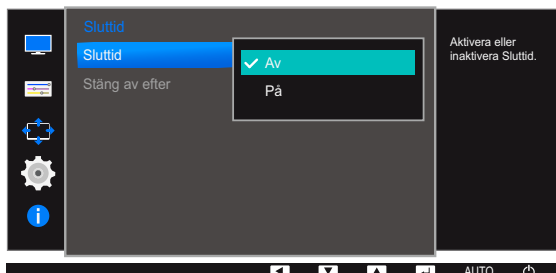 Sluttid
Sluttid
Stäng av efter
Av
På
Aktivera eller
inaktivera Sluttid.
AUTO